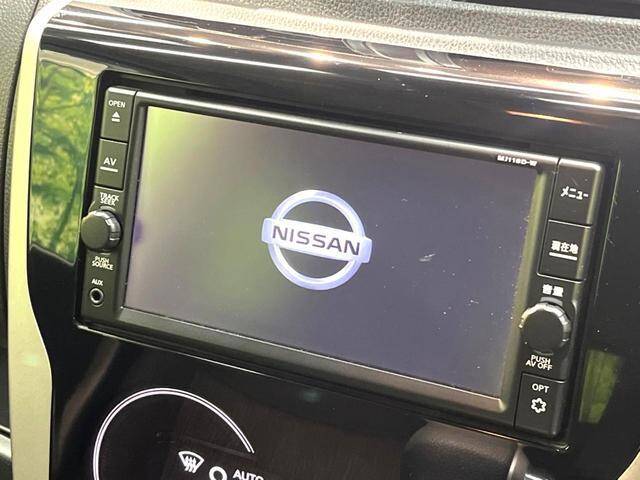 OPEN
AV
TRACK
SEEK
PUSH
SOURCE
AUX
MJ116D-W
NISSAN
メニュー
現在地
音量
PUSH
AV OFF
OPT
AUTO